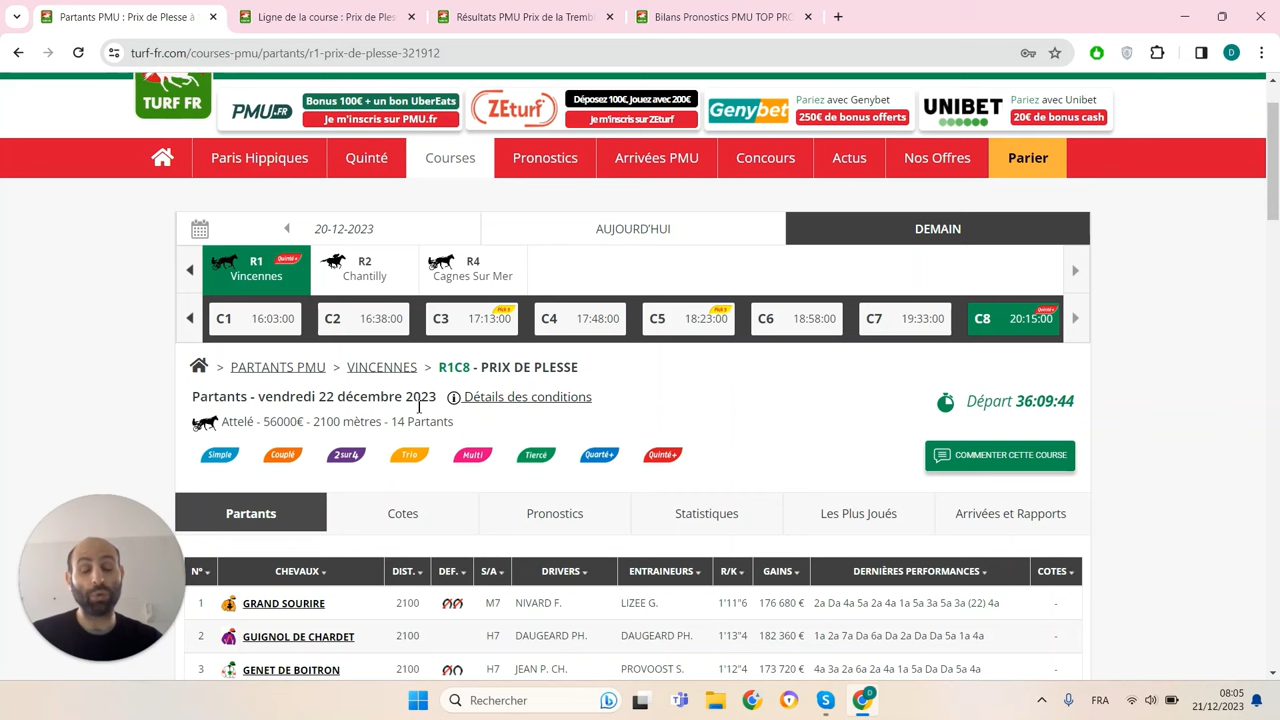 Partants PMU : Prix de Plesse à
Ligne de la course : Prix de Ples
Résultats PMU Prix de la Trembl
Bilans Pronostics PMU TOP PRO
turf-fr.com/courses-pmu/partants/r1-prix-de-plesse-321912
D
TURF FR
PMU.FR
Bonus 100€ + un bon UberEats
Je m'inscris sur PMU.fr
ZEturf
Déposez 100€, Jouez avec 200€
Je m'inscris sur ZEturf
Genybet
Pariez avec Genybet
250€ de bonus offerts
UNIBET
Pariez avec Unibet
20€ de bonus cash
Paris Hippiques Quinté Courses Pronostics Arrivées PMU Concours Actus Nos Offres Parier
20-12-2023 AUJOURD'HUI DEMAIN
R1 Quinté+ R2 R4
Vincennes Chantilly Cagnes Sur Mer
C1 16:03:00 C2 16:38:00 C3 17:13:00 Pick 5 C4 17:48:00 C5 18:23:00 Pick 5 C6 18:58:00 C7 19:33:00 C8 20:15:00 Quinté+
> PARTANTS PMU > VINCENNES > R1C8 - PRIX DE PLESSE
Partants - vendredi 22 décembre 2023 Détails des conditions
Départ 36:09:44
Attelé - 56000€ - 2100 mètres - 14 Partants
Simple Couplé 2sur4 Trio Multi Tiercé Quarté+ Quinté+
COMMENTER CETTE COURSE
Partants Cotes Pronostics Statistiques Les Plus Joués Arrivées et Rapports
N° CHEVAUX DIST. DEF. S/A DRIVERS ENTRAINEURS R/K GAINS DERNIÈRES PERFORMANCES COTES
1 GRAND SOURIRE 2100 M7 NIVARD F. LIZEE G. 1'11"6 176 680 € 2a Da 4a 5a 2a 4a 1a 5a 3a 5a 3a (22) 4a -
2 GUIGNOL DE CHARDET 2100 H7 DAUGEARD PH. DAUGEARD PH. 1'13"4 182 360 € 1a 2a 7a Da 6a Da 2a Da Da 5a 1a 4a -
3 GENET DE BOITRON 2100 H7 JEAN P. CH. PROVOOST S. 1'12"4 173 720 € 4a 3a 2a 6a 2a 4a 1a 5a Da 5a 6a -
Rechercher
FRA
08:05
21/12/2023